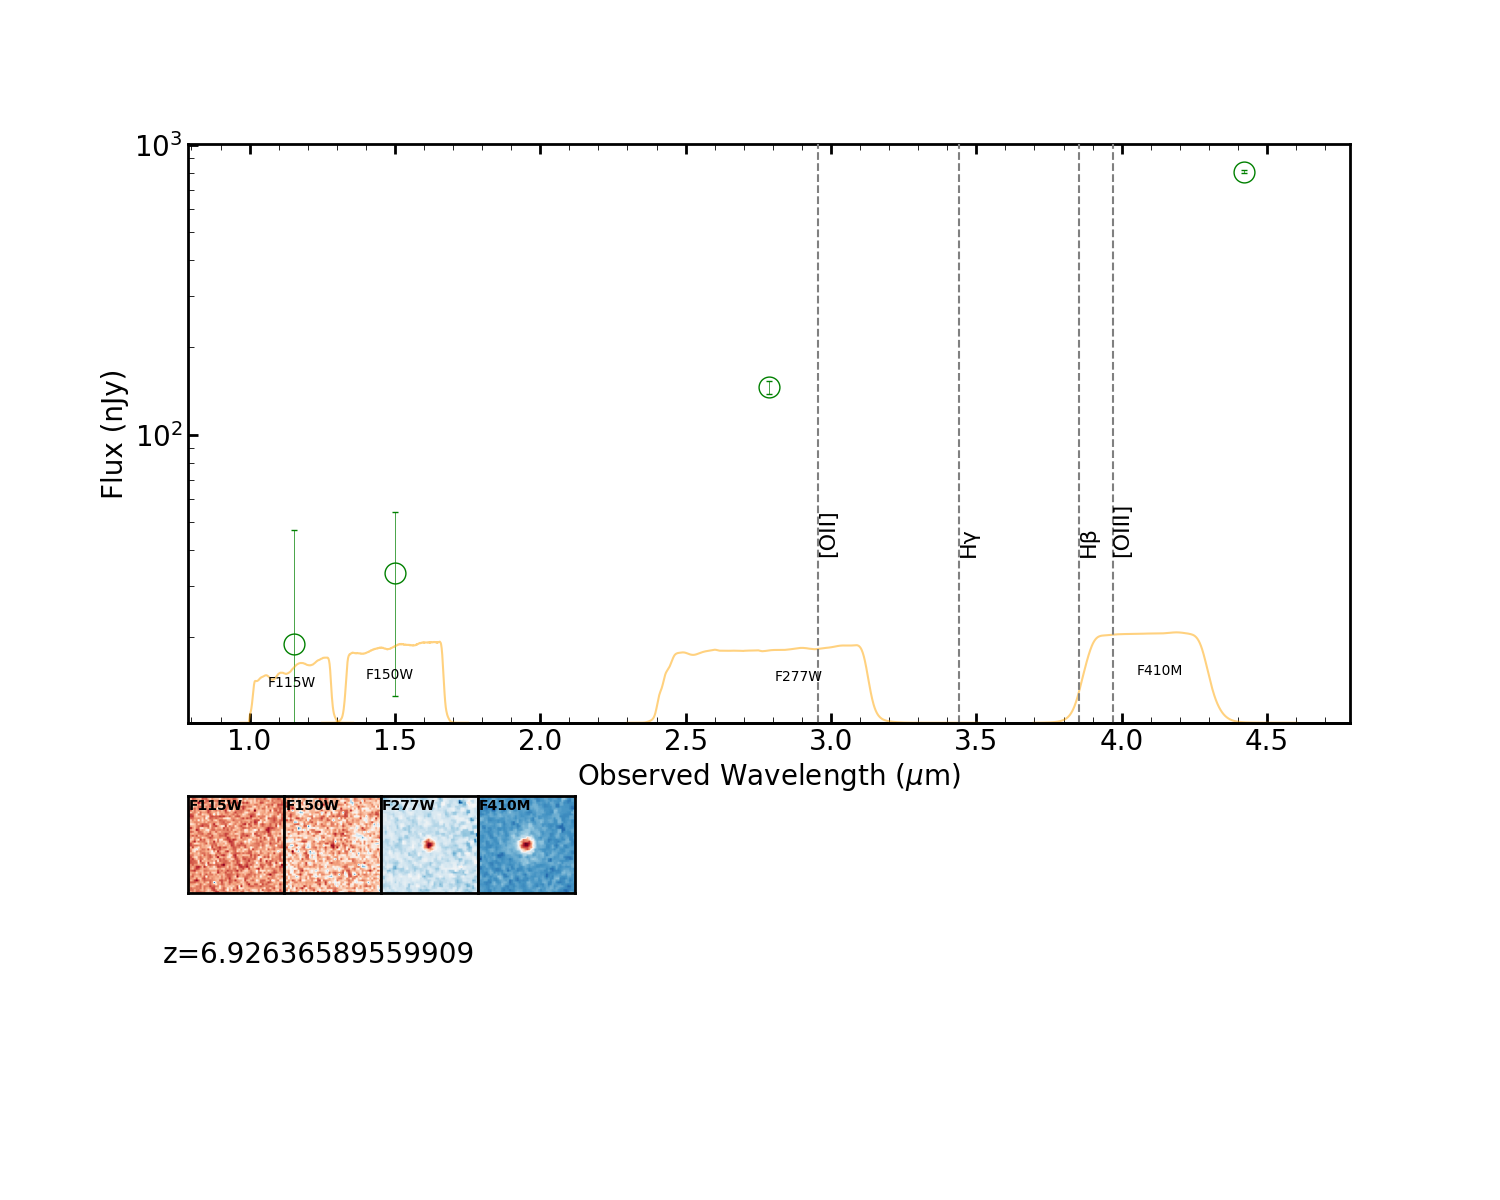 10³
10²
Flux (nJy)
[OII]
Hγ
Hβ
[OIII]
F115W
F150W
F277W
F410M
1.0 1.5 2.0 2.5 3.0 3.5 4.0 4.5
Observed Wavelength (μm)
F115W F150W F277W F410M
z=6.92636589559909